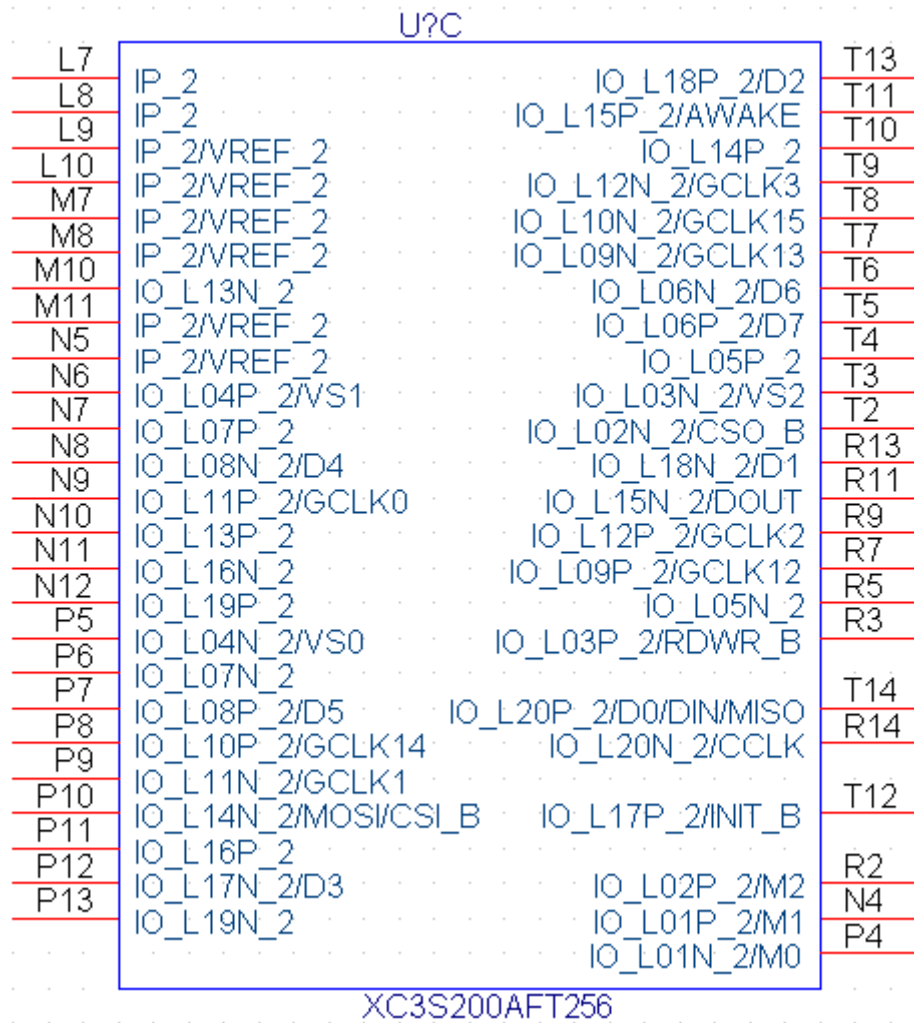 U?C
L7 IP_2 IO_L18P_2/D2 T13
L8 IP_2 IO_L15P_2/AWAKE T11
L9 IP_2/VREF_2 IO_L14P_2 T10
L10 IP_2/VREF_2 IO_L12N_2/GCLK3 T9
M7 IP_2/VREF_2 IO_L10N_2/GCLK15 T8
M8 IP_2/VREF_2 IO_L09N_2/GCLK13 T7
M10 IO_L13N_2 IO_L06N_2/D6 T6
M11 IP_2/VREF_2 IO_L06P_2/D7 T5
N5 IP_2/VREF_2 IO_L05P_2 T4
N6 IO_L04P_2/VS1 IO_L03N_2/VS2 T3
N7 IO_L07P_2 IO_L02N_2/CSO_B T2
N8 IO_L08N_2/D4 IO_L18N_2/D1 R13
N9 IO_L11P_2/GCLK0 IO_L15N_2/DOUT R11
N10 IO_L13P_2 IO_L12P_2/GCLK2 R9
N11 IO_L16N_2 IO_L09P_2/GCLK12 R7
N12 IO_L19P_2 IO_L05N_2 R5
P5 IO_L04N_2/VS0 IO_L03P_2/RDWR_B R3
P6 IO_L07N_2
P7 IO_L08P_2/D5 IO_L20P_2/D0/DIN/MISO T14
P8 IO_L10P_2/GCLK14 IO_L20N_2/CCLK R14
P9 IO_L11N_2/GCLK1
P10 IO_L14N_2/MOSI/CSI_B IO_L17P_2/INIT_B T12
P11 IO_L16P_2
P12 IO_L17N_2/D3 IO_L02P_2/M2 R2
P13 IO_L19N_2 IO_L01P_2/M1 N4
IO_L01N_2/M0 P4
XC3S200AFT256